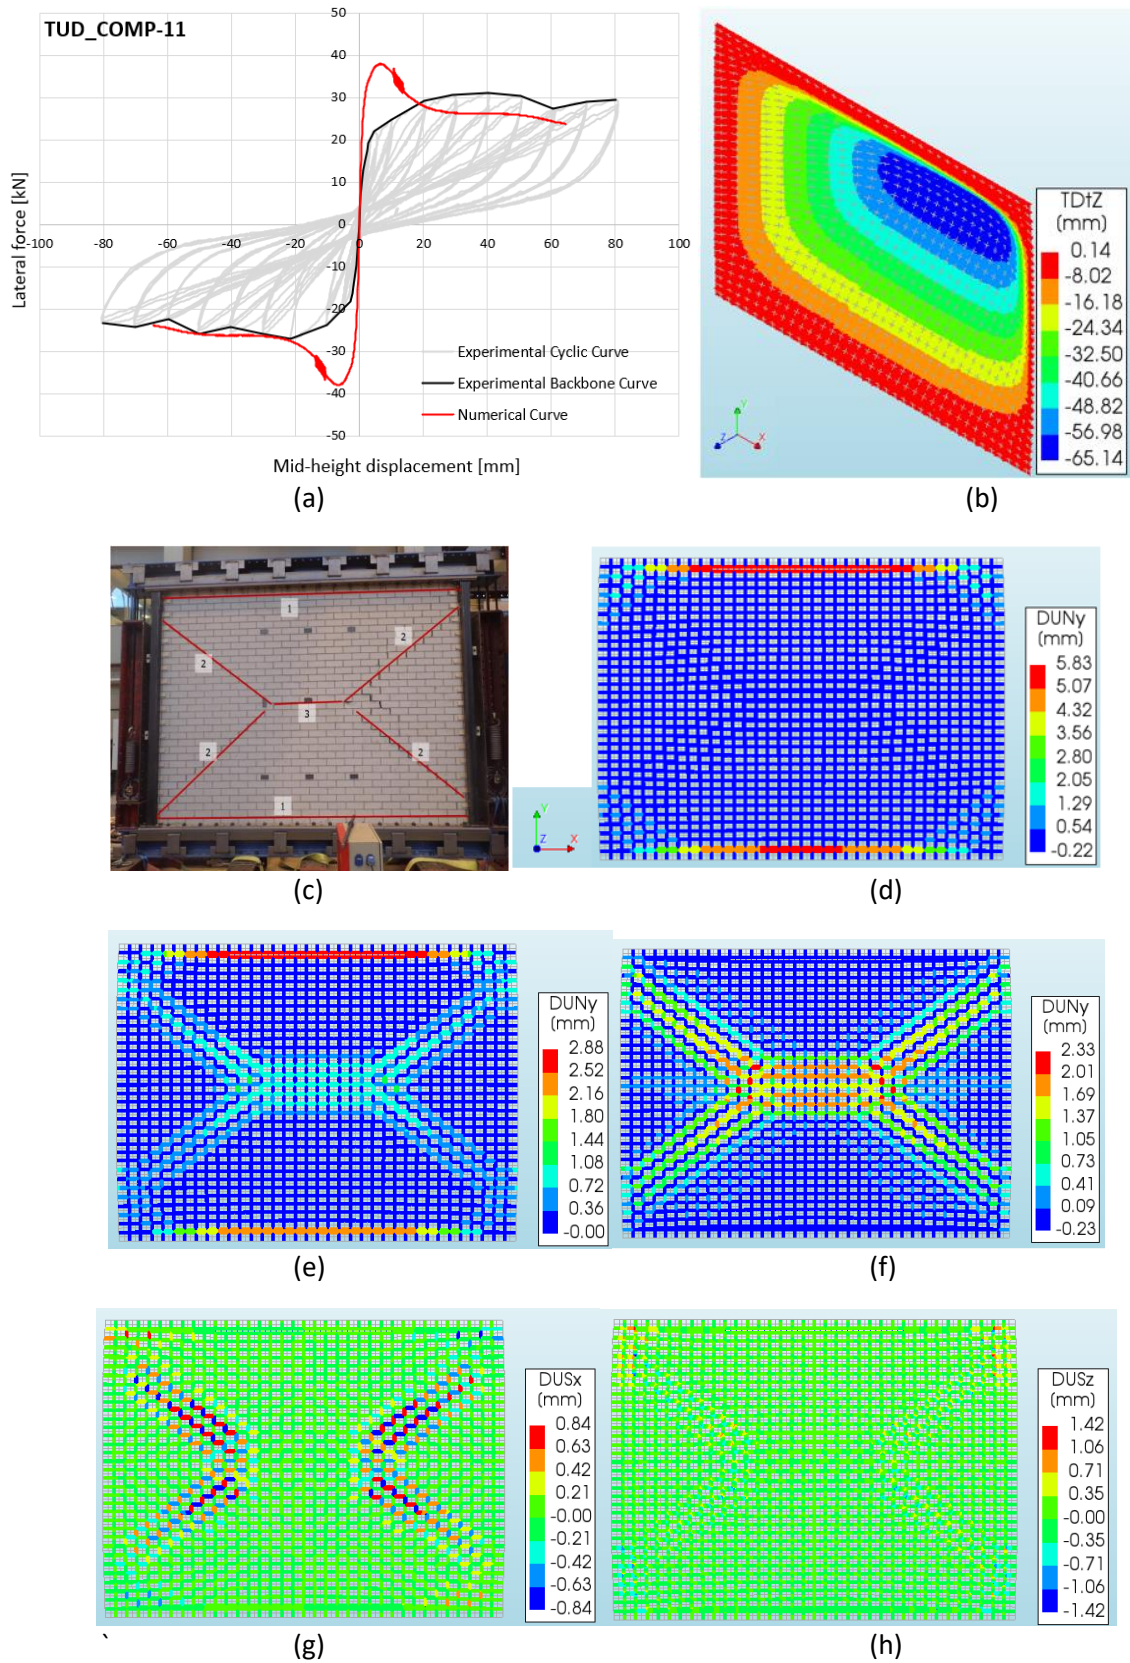 TUD_COMP-11
50
40
30
20
10
0
-10
-20
-30
-40
-50
-100
-80
-60
-40
-20
0
20
40
60
80
100
Lateral force [kN]
Mid-height displacement [mm]
Experimental Cyclic Curve
Experimental Backbone Curve
Numerical Curve
(a)
TDtZ
(mm)
0.14
-8.02
-16.18
-24.34
-32.50
-40.66
-48.82
-56.98
-65.14
Y
Z
X
(b)
1
2
2
3
2
2
1
(c)
Y
Z
X
DUNy
(mm)
5.83
5.07
4.32
3.56
2.80
2.05
1.29
0.54
-0.22
(d)
DUNy
(mm)
2.88
2.52
2.16
1.80
1.44
1.08
0.72
0.36
-0.00
(e)
DUNy
(mm)
2.33
2.01
1.69
1.37
1.05
0.73
0.41
0.09
-0.23
(f)
DUSx
(mm)
0.84
0.63
0.42
0.21
-0.00
-0.21
-0.42
-0.63
-0.84
` (g)
DUSz
(mm)
1.42
1.06
0.71
0.35
-0.00
-0.35
-0.71
-1.06
-1.42
(h)